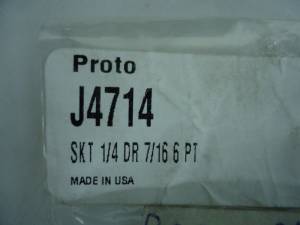 Proto
J4714
SKT 1/4 DR 7/16 6 PT
MADE IN USA